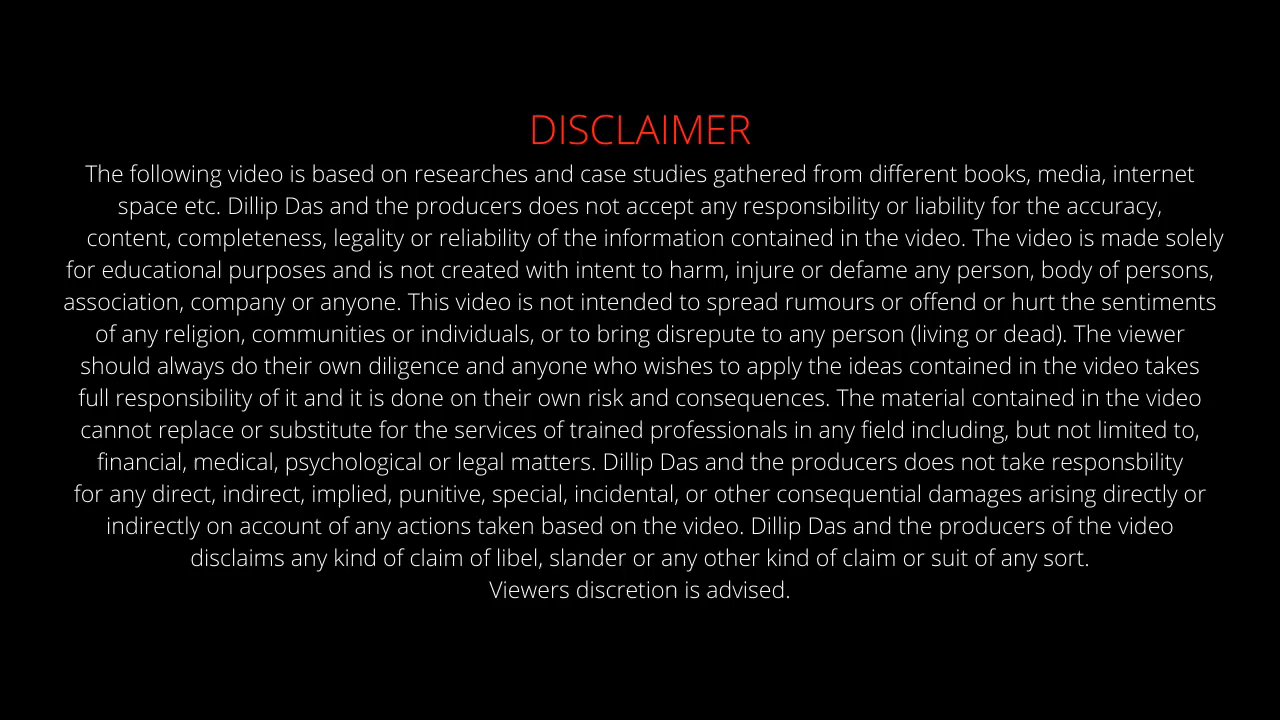 DISCLAIMER
The following video is based on researches and case studies gathered from different books, media, internet
space etc. Dillip Das and the producers does not accept any responsibility or liability for the accuracy,
content, completeness, legality or reliability of the information contained in the video. The video is made solely
for educational purposes and is not created with intent to harm, injure or defame any person, body of persons,
association, company or anyone. This video is not intended to spread rumours or offend or hurt the sentiments
of any religion, communities or individuals, or to bring disrepute to any person (living or dead). The viewer
should always do their own diligence and anyone who wishes to apply the ideas contained in the video takes
full responsibility of it and it is done on their own risk and consequences. The material contained in the video
cannot replace or substitute for the services of trained professionals in any field including, but not limited to,
financial, medical, psychological or legal matters. Dillip Das and the producers does not take responsbility
for any direct, indirect, implied, punitive, special, incidental, or other consequential damages arising directly or
indirectly on account of any actions taken based on the video. Dillip Das and the producers of the video
disclaims any kind of claim of libel, slander or any other kind of claim or suit of any sort.
Viewers discretion is advised.